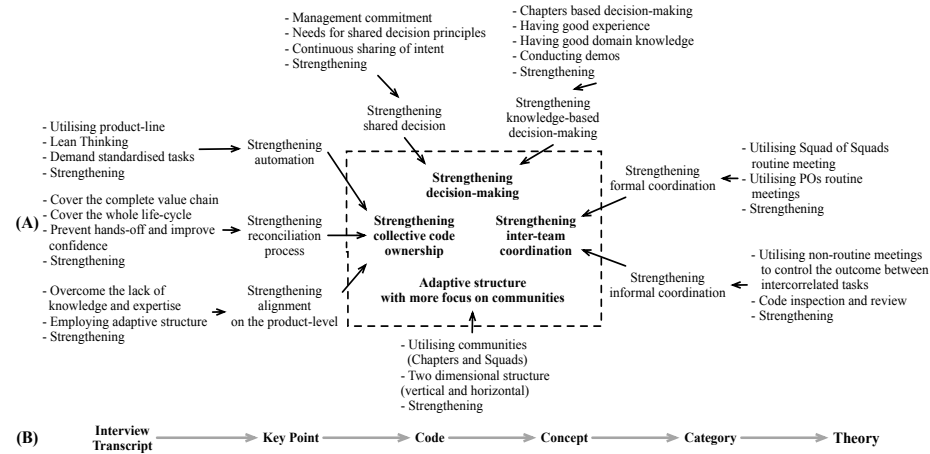 - Management commitment
- Needs for shared decision principles
- Continuous sharing of intent
- Strengthening
- Chapters based decision-making
- Having good experience
- Having good domain knowledge
- Conducting demos
- Strengthening
Strengthening
shared decision
Strengthening
knowledge-based
decision-making
- Utilising product-line
- Lean Thinking
- Demand standardised tasks
- Strengthening
Strengthening
automation
- Cover the complete value chain
- Cover the whole life-cycle
- Prevent hands-off and improve
confidence
- Strengthening
Strengthening
reconciliation
process
- Overcome the lack of
knowledge and expertise
- Employing adaptive structure
- Strengthening
Strengthening
alignment
on the product-level
(A)
Strengthening
decision-making
Strengthening
collective code
ownership
Strengthening
inter-team
coordination
Adaptive structure
with more focus on communities
Strengthening
formal coordination
- Utilising Squad of Squads
routine meeting
- Utilising POs routine
meetings
- Strengthening
Strengthening
informal coordination
- Utilising non-routine meetings
to control the outcome between
intercorrelated tasks
- Code inspection and review
- Strengthening
- Utilising communities
(Chapters and Squads)
- Two dimensional structure
(vertical and horizontal)
- Strengthening
(B)
Interview
Transcript
Key Point
Code
Concept
Category
Theory